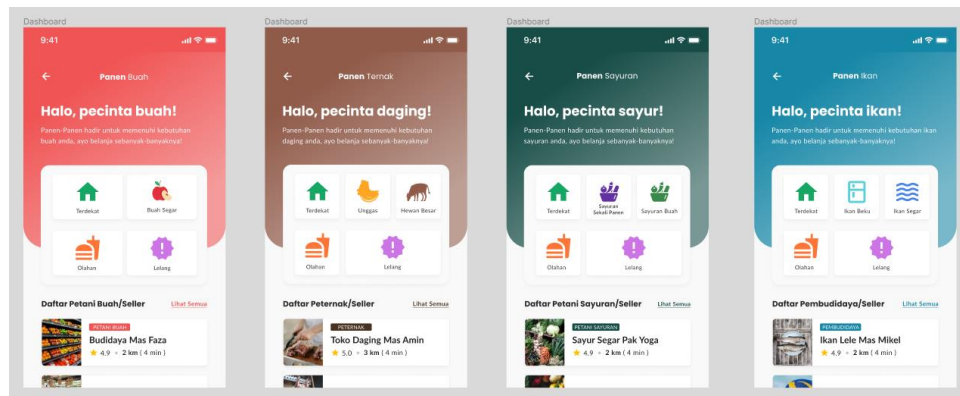 Dashboard
9:41
Panen Buah
Halo, pecinta buah!
Panen-Panen hadir untuk memenuhi kebutuhan
buah anda, ayo belanja sebanyak-banyaknya!
Terdekat
Buah Segar
Olahan
Lelang
Daftar Petani Buah/Seller
Lihat Semua
PETANI BUAH
Budidaya Mas Faza
4.9 • 2 km ( 4 min )
Dashboard
9:41
Panen Ternak
Halo, pecinta daging!
Panen-Panen hadir untuk memenuhi kebutuhan
daging anda, ayo belanja sebanyak-banyaknya!
Terdekat
Unggas
Hewan Besar
Olahan
Lelang
Daftar Peternak/Seller
Lihat Semua
PETERNAK
Toko Daging Mas Amin
5.0 • 3 km ( 4 min )
Dashboard
9:41
Panen Sayuran
Halo, pecinta sayur!
Panen-Panen hadir untuk memenuhi kebutuhan
sayuran anda, ayo belanja sebanyak-banyaknya!
Terdekat
Sayuran
Sekali Panen
Sayuran Buah
Olahan
Lelang
Daftar Petani Sayuran/Seller
Lihat Semua
PETANI SAYURAN
Sayur Segar Pak Yoga
4.9 • 2 km ( 4 min )
Dashboard
9:41
Panen Ikan
Halo, pecinta ikan!
Panen-Panen hadir untuk memenuhi kebutuhan ikan
anda, ayo belanja sebanyak-banyaknya!
Terdekat
Ikan Beku
Ikan Segar
Olahan
Lelang
Daftar Pembudidaya/Seller
Lihat Semua
PEMBUDIDAYA
Ikan Lele Mas Mikel
4.9 • 2 km ( 4 min )